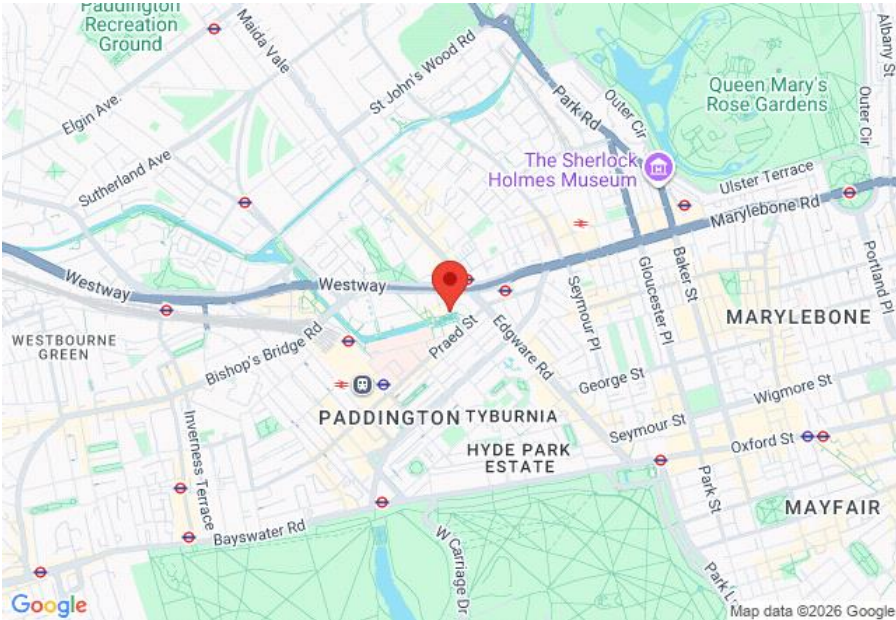 Paddington
Recreation
Ground
Maida Vale
St John's Wood Rd
Elgin Ave.
Sutherland Ave
Park Rd
Outer Cir
Queen Mary's
Rose Gardens
Albany St
Outer Cir
The Sherlock
Holmes Museum
Ulster Terrace
Marylebone Rd
Westway
Westway
Baker St
Gloucester Pl
Seymour Pl
Portland Pl
MARYLEBONE
WESTBOURNE
GREEN
Bishop's Bridge Rd
Praed St
Edgware Rd
George St
Wigmore St
PADDINGTON
TYBURNIA
Seymour St
Oxford St
HYDE PARK
ESTATE
Inverness Terrace
Park St
MAYFAIR
Bayswater Rd
W Carriage Dr
Park L
Google
Map data ©2026 Google